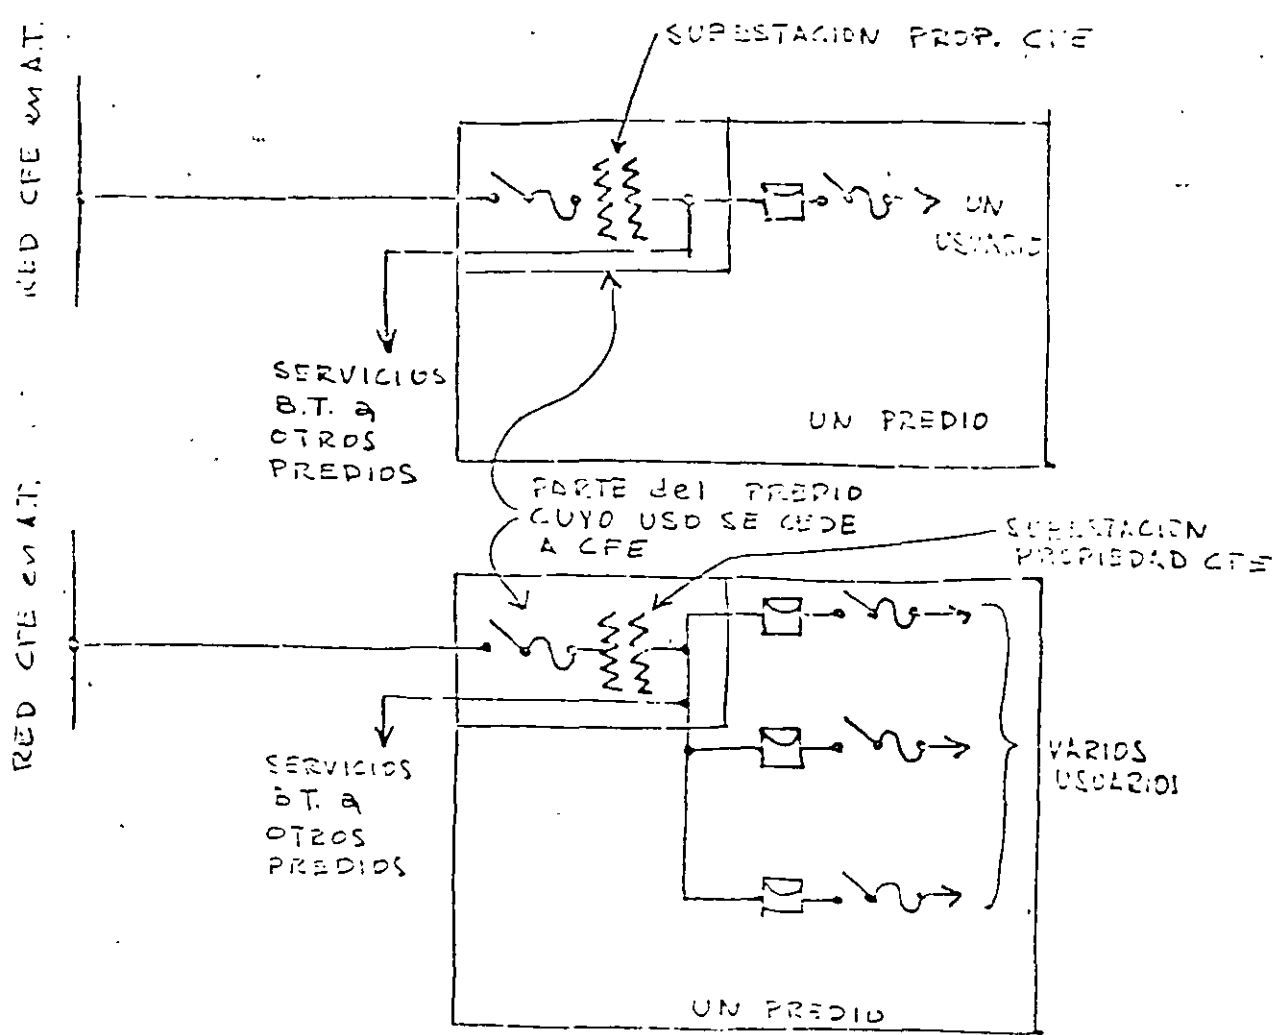 RED CFE en A.T.
SUBESTACION PROP. CFE
UN
USUARIO
SERVICIOS
B.T. a
OTROS
PREDIOS
UN PREDIO
PARTE del PREDIO
CUYO USO SE CEDE
A CFE
RED CFE en A.T.
SUBESTACION
PROPIEDAD CFE
VARIOS
USUARIOS
SERVICIOS
B.T. a
OTROS
PREDIOS
UN PREDIO